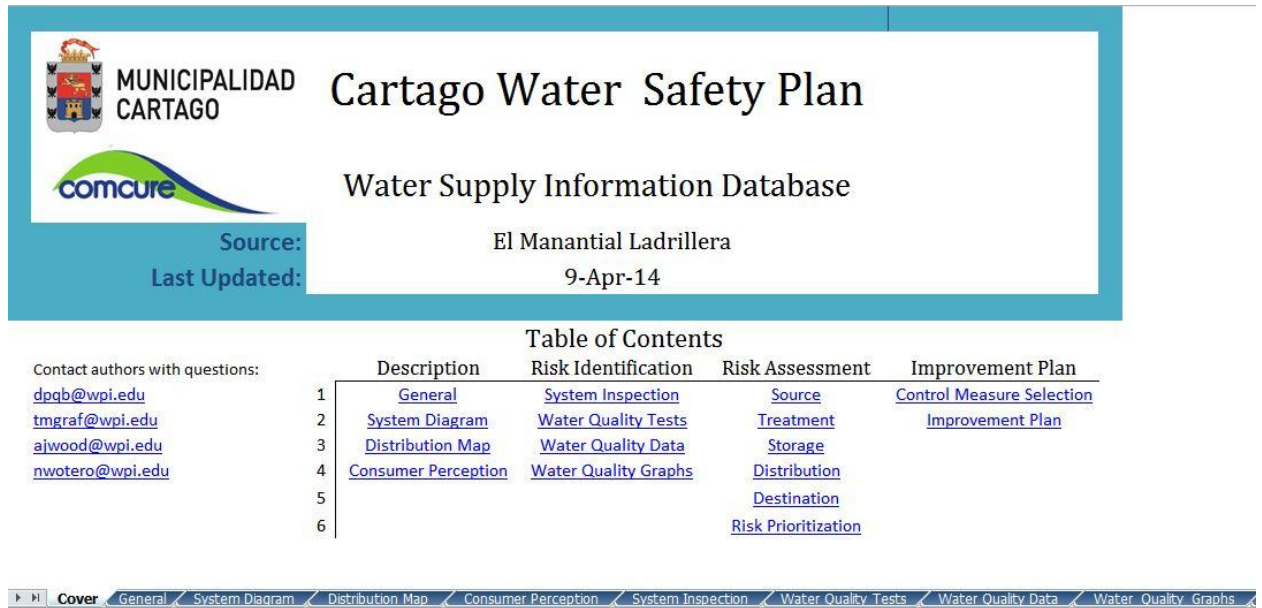 MUNICIPALIDAD
CARTAGO
Cartago Water Safety Plan
comcure
Water Supply Information Database
Source: El Manantial Ladrillera
Last Updated: 9-Apr-14
Table of Contents
Contact authors with questions: Description Risk Identification Risk Assessment Improvement Plan
dpqb@wpi.edu 1 General System Inspection Source Control Measure Selection
tmgraf@wpi.edu 2 System Diagram Water Quality Tests Treatment Improvement Plan
ajwood@wpi.edu 3 Distribution Map Water Quality Data Storage
nwotero@wpi.edu 4 Consumer Perception Water Quality Graphs Distribution
5 Destination
6 Risk Prioritization
Cover General System Diagram Distribution Map Consumer Perception System Inspection Water Quality Tests Water Quality Data Water Quality Graphs